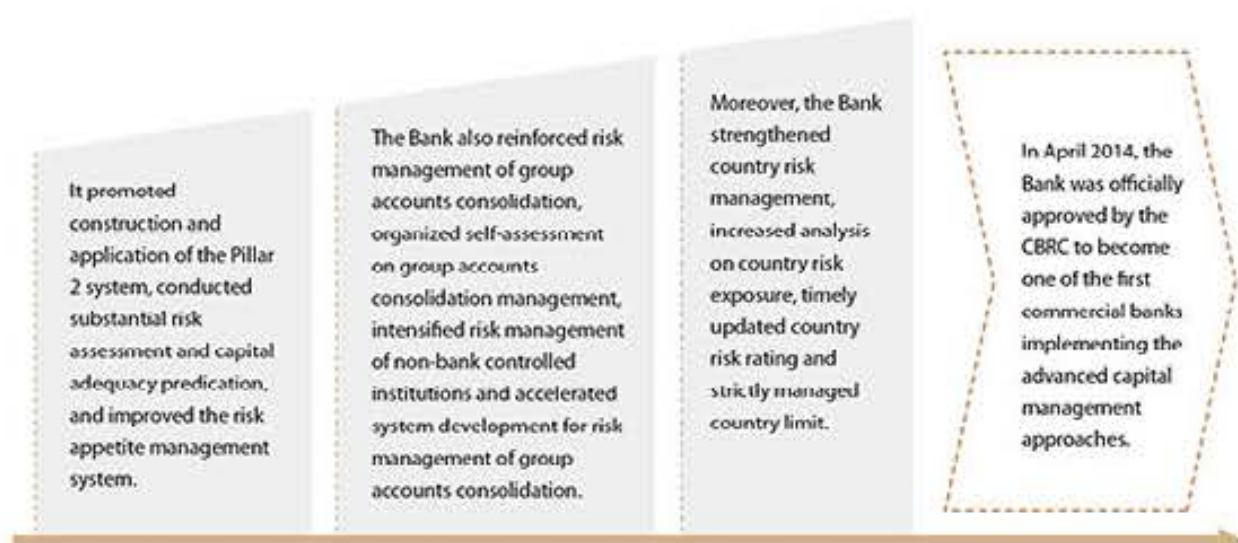 It promoted
construction and
application of the Pillar
2 system, conducted
substantial risk
assessment and capital
adequacy predication,
and improved the risk
appetite management
system.
The Bank also reinforced risk
management of group
accounts consolidation,
organized self-assessment
on group accounts
consolidation management,
intensified risk management
of non-bank controlled
institutions and accelerated
system development for risk
management of group
accounts consolidation.
Moreover, the Bank
strengthened
country risk
management,
increased analysis
on country risk
exposure, timely
updated country
risk rating and
strictly managed
country limit.
In April 2014, the
Bank was officially
approved by the
CBRC to become
one of the first
commercial banks
implementing the
advanced capital
management
approaches.